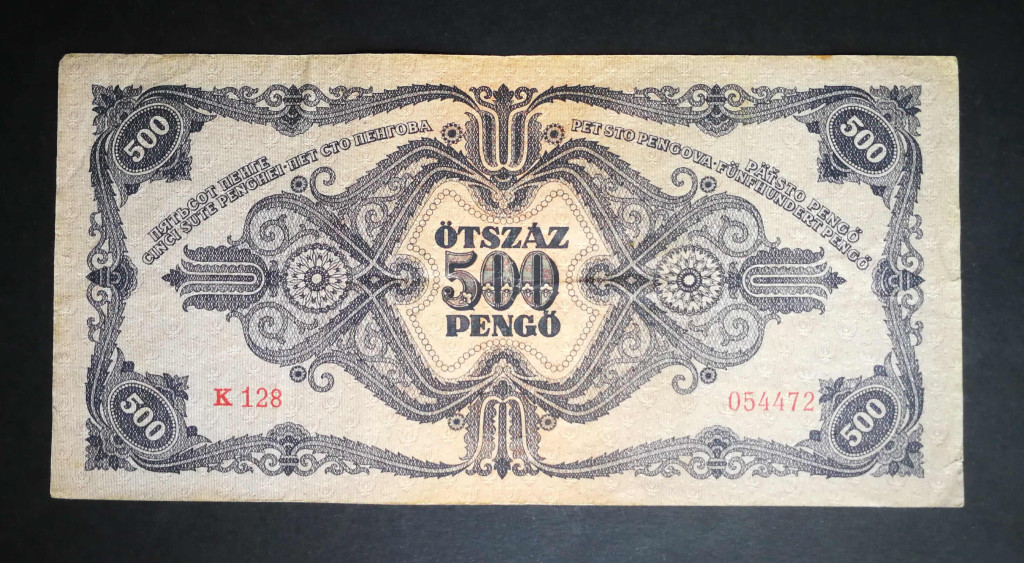 500
500
ПЯТЬСОТ ПЕНГЕ
CINCI SUTE PENGHEI · ПЕТ СТО ПЕНГОВА
PET STO PENGOVA · FÜNFHUNDERT PENGŐ
PÄŤSTO PENGŐ
ÖTSZÁZ
500
PENGŐ
K 128
054472
500
500